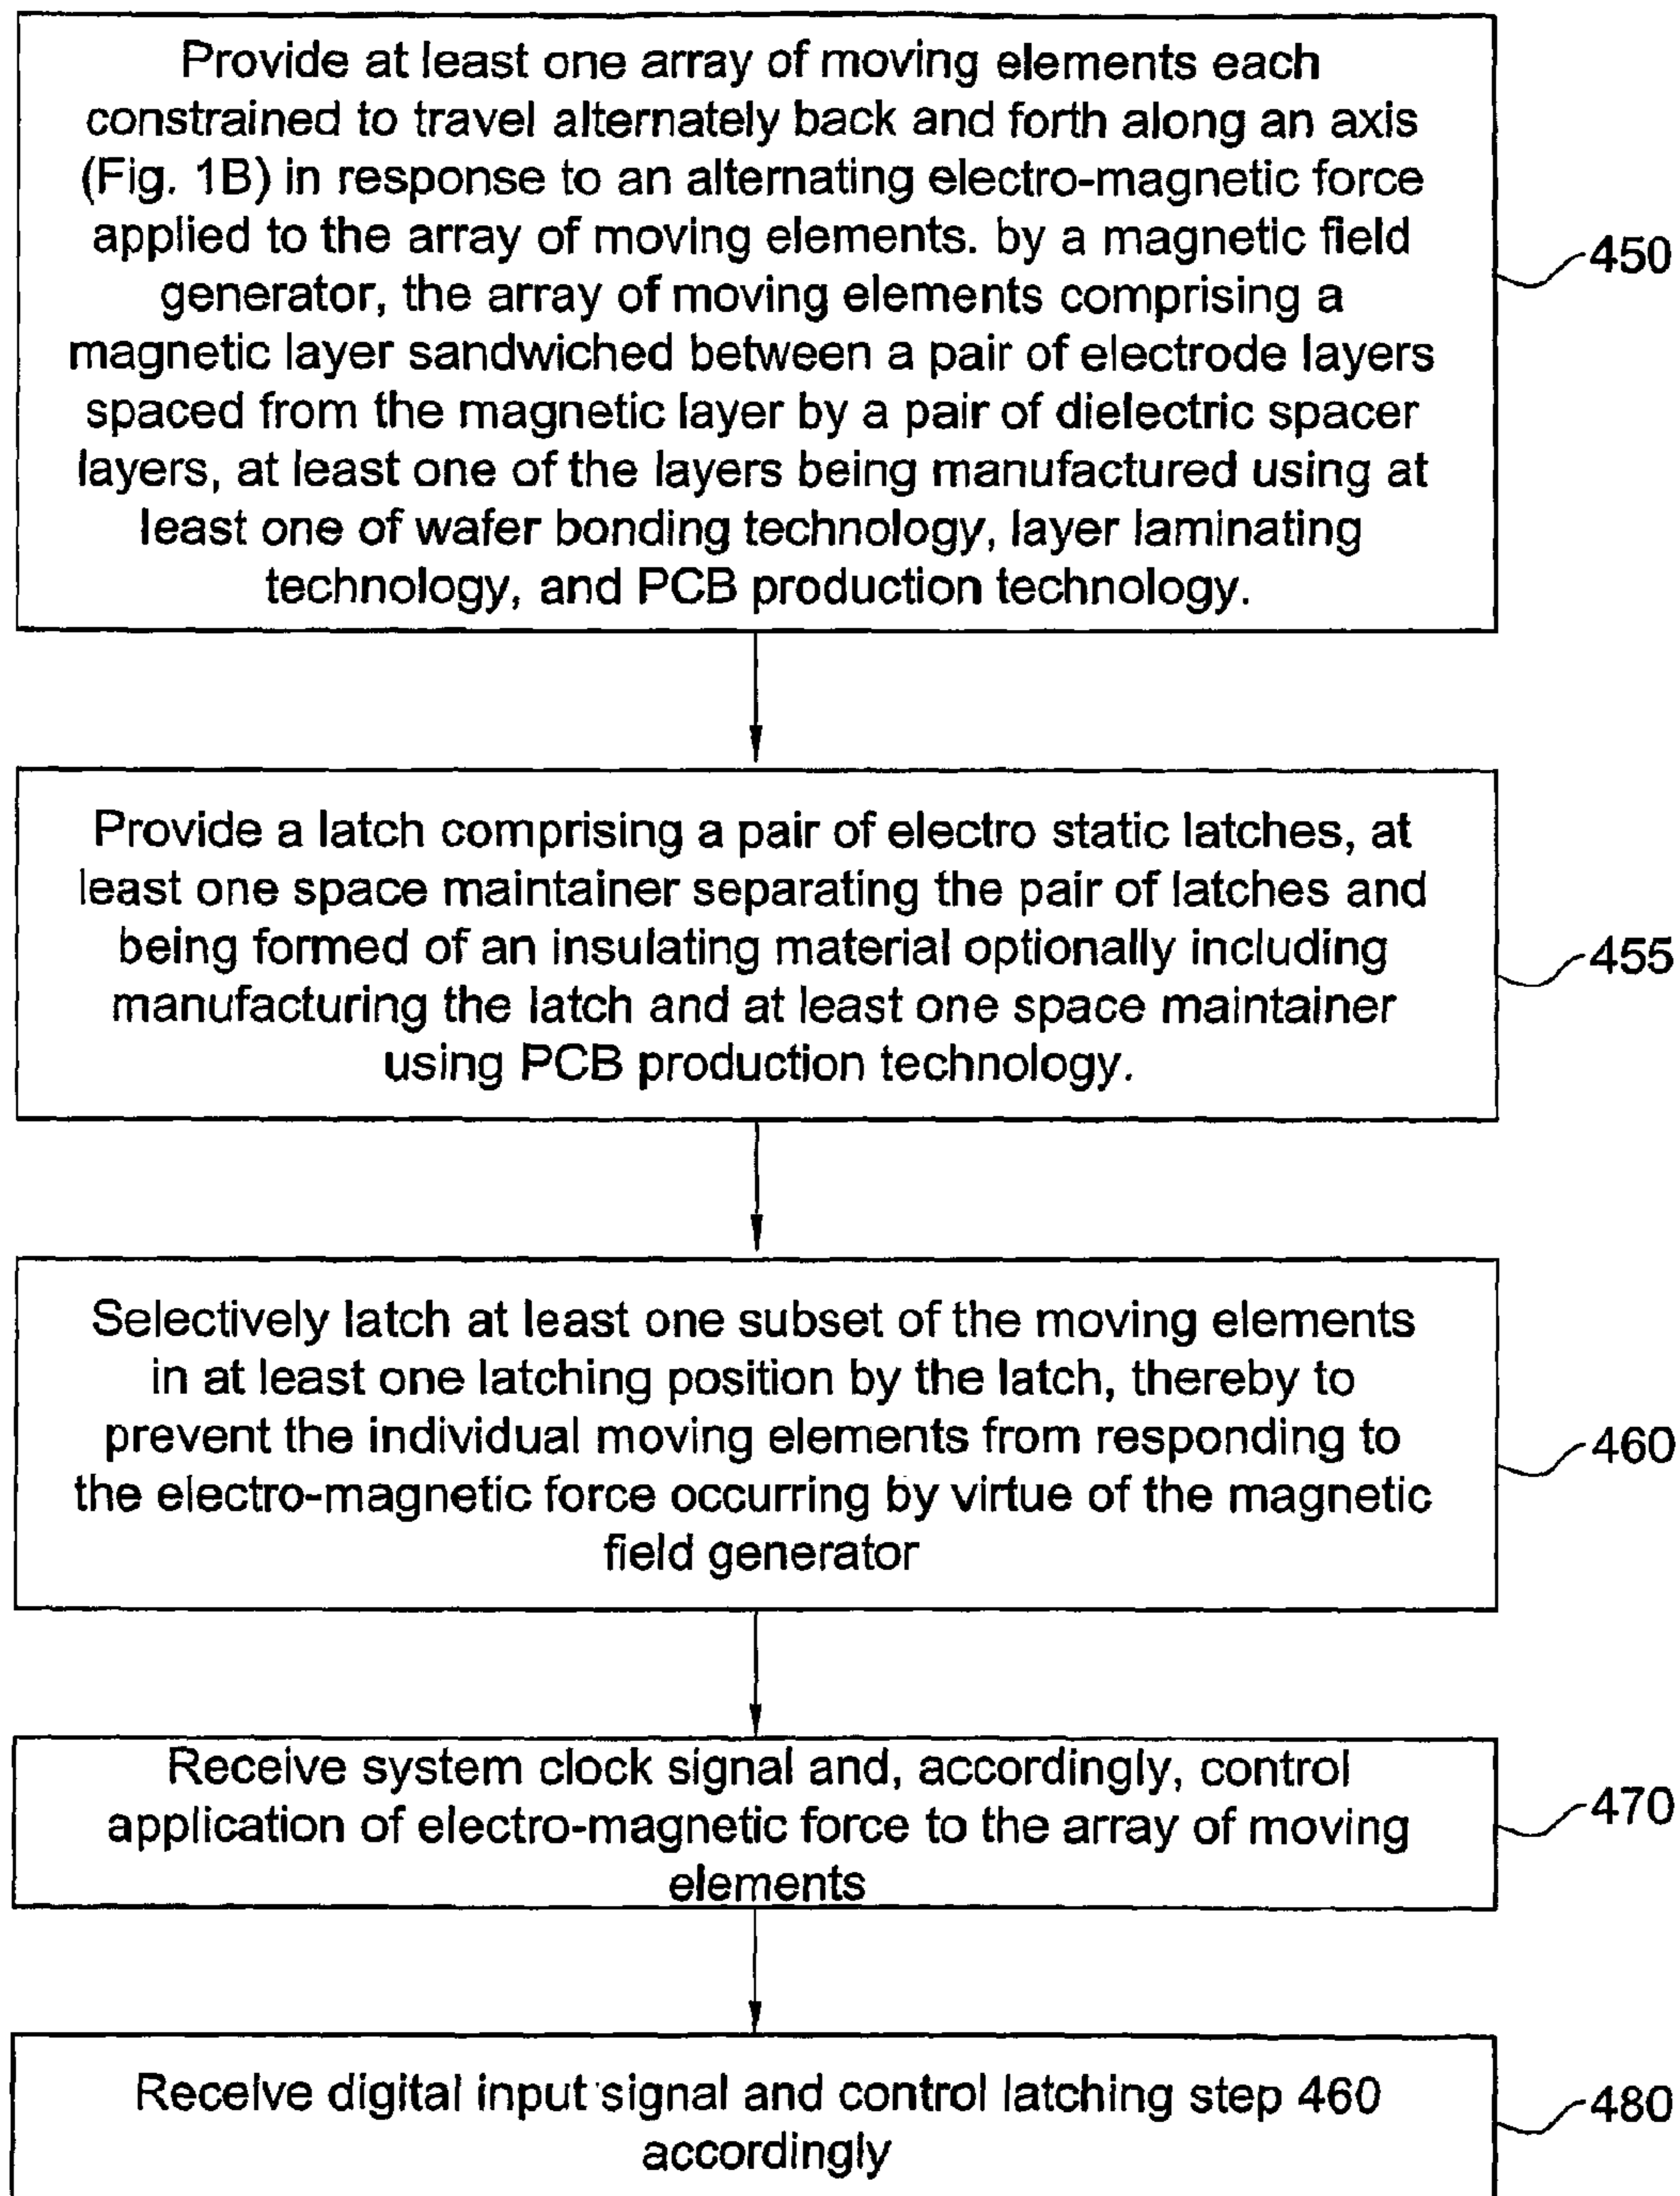 Provide at least one array of moving elements each
constrained to travel alternately back and forth along an axis
(Fig. 1B) in response to an alternating electro-magnetic force
applied to the array of moving elements. by a magnetic field
generator, the array of moving elements comprising a
magnetic layer sandwiched between a pair of electrode layers
spaced from the magnetic layer by a pair of dielectric spacer
layers, at least one of the layers being manufactured using at
least one of wafer bonding technology, layer laminating
technology, and PCB production technology.
450
Provide a latch comprising a pair of electro static latches, at
least one space maintainer separating the pair of latches and
being formed of an insulating material optionally including
manufacturing the latch and at least one space maintainer
using PCB production technology.
455
Selectively latch at least one subset of the moving elements
in at least one latching position by the latch, thereby to
prevent the individual moving elements from responding to
the electro-magnetic force occurring by virtue of the magnetic
field generator
460
Receive system clock signal and, accordingly, control
application of electro-magnetic force to the array of moving
elements
470
Receive digital input signal and control latching step 460
accordingly
480